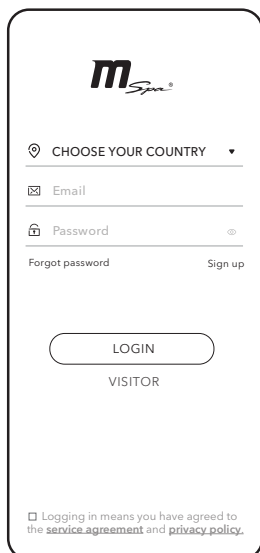 m
Spa®
CHOOSE YOUR COUNTRY
Email
Password
Forgot password Sign up
LOGIN
VISITOR
Logging in means you have agreed to
the service agreement and privacy policy.